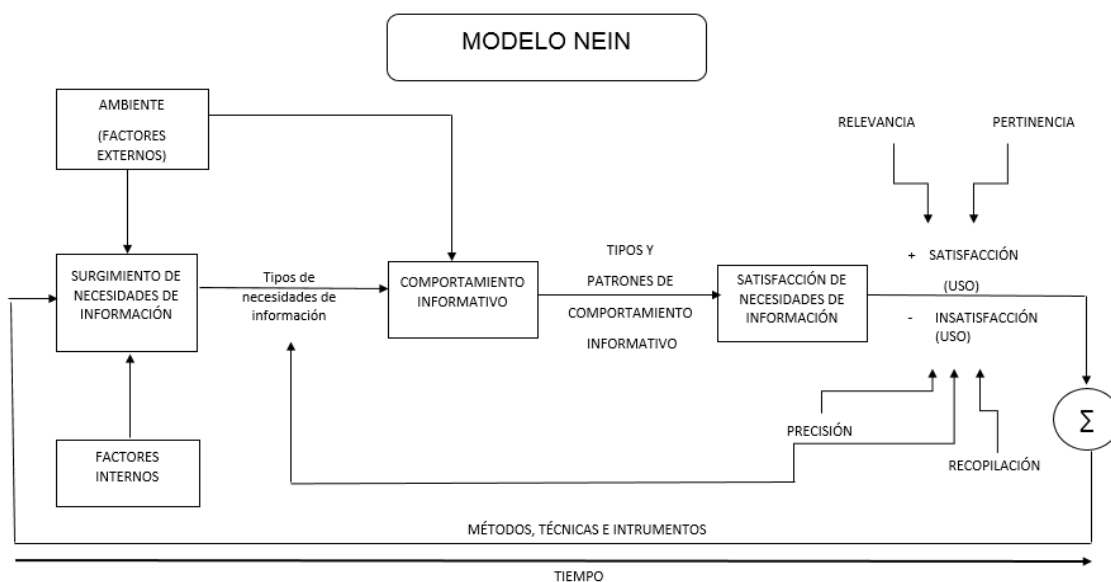 MODELO NEIN
AMBIENTE
(FACTORES
EXTERNOS)
RELEVANCIA
PERTINENCIA
SURGIMIENTO DE
NECESIDADES DE
INFORMACIÓN
Tipos de
necesidades de
información
COMPORTAMIENTO
INFORMATIVO
TIPOS Y
PATRONES DE
COMPORTAMIENTO
INFORMATIVO
SATISFACCIÓN DE
NECESIDADES DE
INFORMACIÓN
+ SATISFACCIÓN
(USO)
- INSATISFACCIÓN
(USO)
Σ
FACTORES
INTERNOS
PRECISIÓN
RECOPILACIÓN
MÉTODOS, TÉCNICAS E INTRUMENTOS
TIEMPO